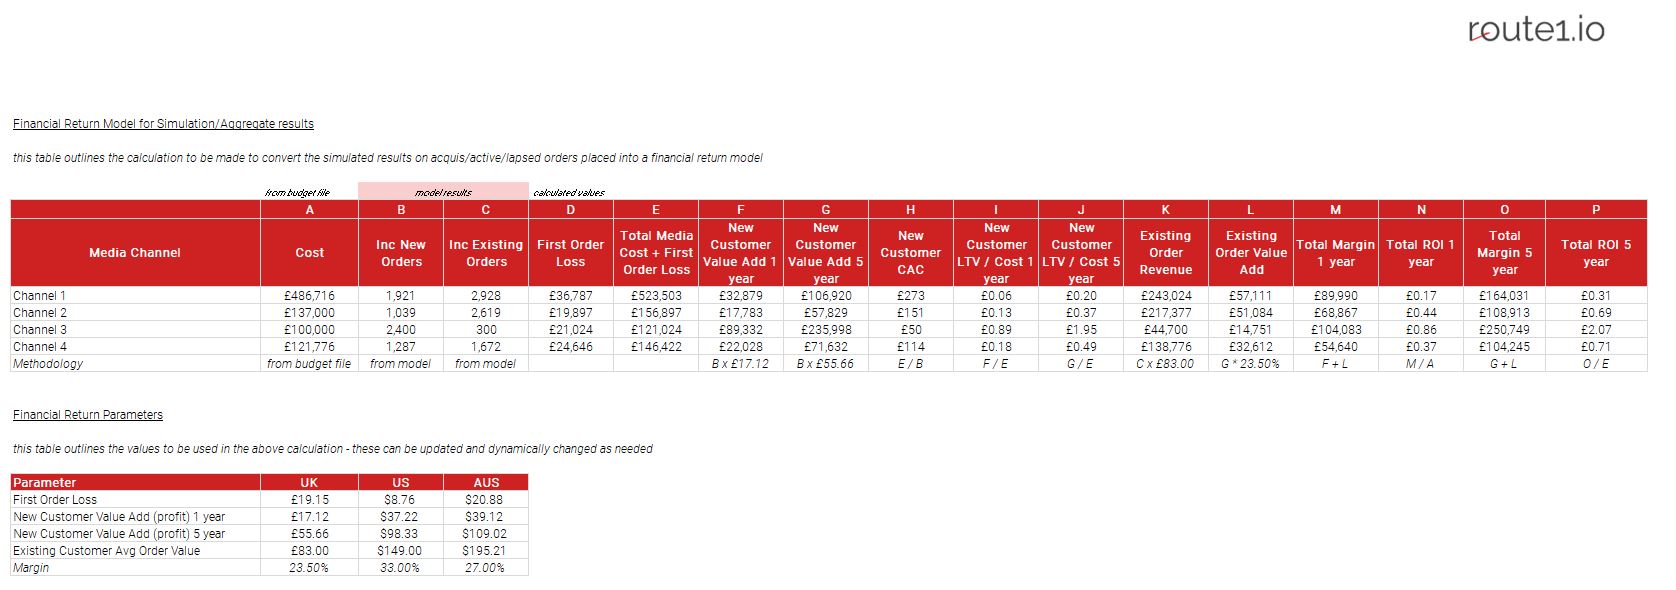 route1.io
Financial Return Model for Simulation/Aggregate results
this table outlines the calculation to be made to convert the simulated results on acquis/active/lapsed orders placed into a financial return model
from budget file model results calculated values
A B C D E F G H I J K L M N O P
Media Channel Cost Inc New Orders Inc Existing Orders First Order Loss Total Media Cost + First Order Loss New Customer Value Add 1 year New Customer Value Add 5 year New Customer CAC New Customer LTV / Cost 1 year New Customer LTV / Cost 5 year Existing Order Revenue Existing Order Value Add Total Margin 1 year Total ROI 1 year Total Margin 5 year Total ROI 5 year
Channel 1 £486,716 1,921 2,928 £36,787 £523,503 £32,879 £106,920 £273 £0.06 £0.20 £243,024 £57,111 £89,990 £0.17 £164,031 £0.31
Channel 2 £137,000 1,039 2,619 £19,897 £156,897 £17,783 £57,829 £151 £0.13 £0.37 £217,377 £51,084 £68,867 £0.44 £108,913 £0.69
Channel 3 £100,000 2,400 300 £21,024 £121,024 £89,332 £235,998 £50 £0.89 £1.95 £44,700 £14,751 £104,083 £0.86 £250,749 £2.07
Channel 4 £121,776 1,287 1,672 £24,646 £146,422 £22,028 £71,632 £114 £0.18 £0.49 £138,776 £32,612 £54,640 £0.37 £104,245 £0.71
Methodology from budget file from model from model B x £17.12 B x £55.66 E / B F / E G / E C x £83.00 G * 23.50% F + L M / A G + L O / E
Financial Return Parameters
this table outlines the values to be used in the above calculation - these can be updated and dynamically changed as needed
Parameter UK US AUS
First Order Loss £19.15 $8.76 $20.88
New Customer Value Add (profit) 1 year £17.12 $37.22 $39.12
New Customer Value Add (profit) 5 year £55.66 $98.33 $109.02
Existing Customer Avg Order Value £83.00 $149.00 $195.21
Margin 23.50% 33.00% 27.00%